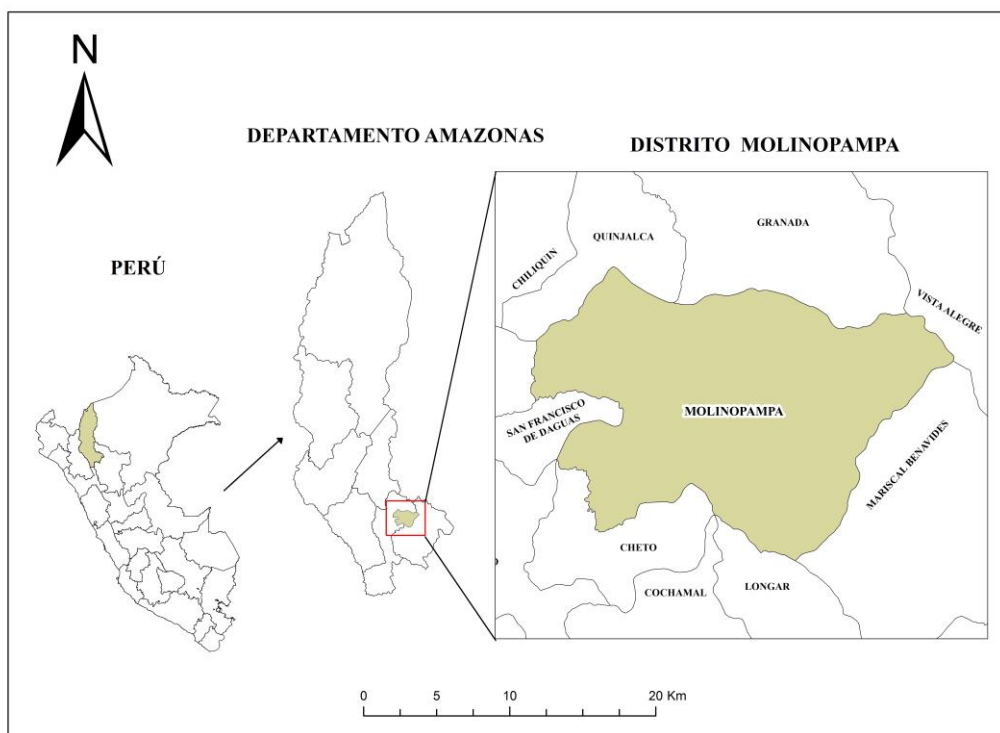 N
DEPARTAMENTO AMAZONAS
DISTRITO MOLINOPAMPA
PERÚ
QUINJALCA
GRANADA
CHILIQUIN
VISTA ALEGRE
SAN FRANCISCO
DE DAGUAS
MOLINOPAMPA
MARISCAL BENAVIDES
CHETO
COCHAMAL
LONGAR
0 5 10 20 Km